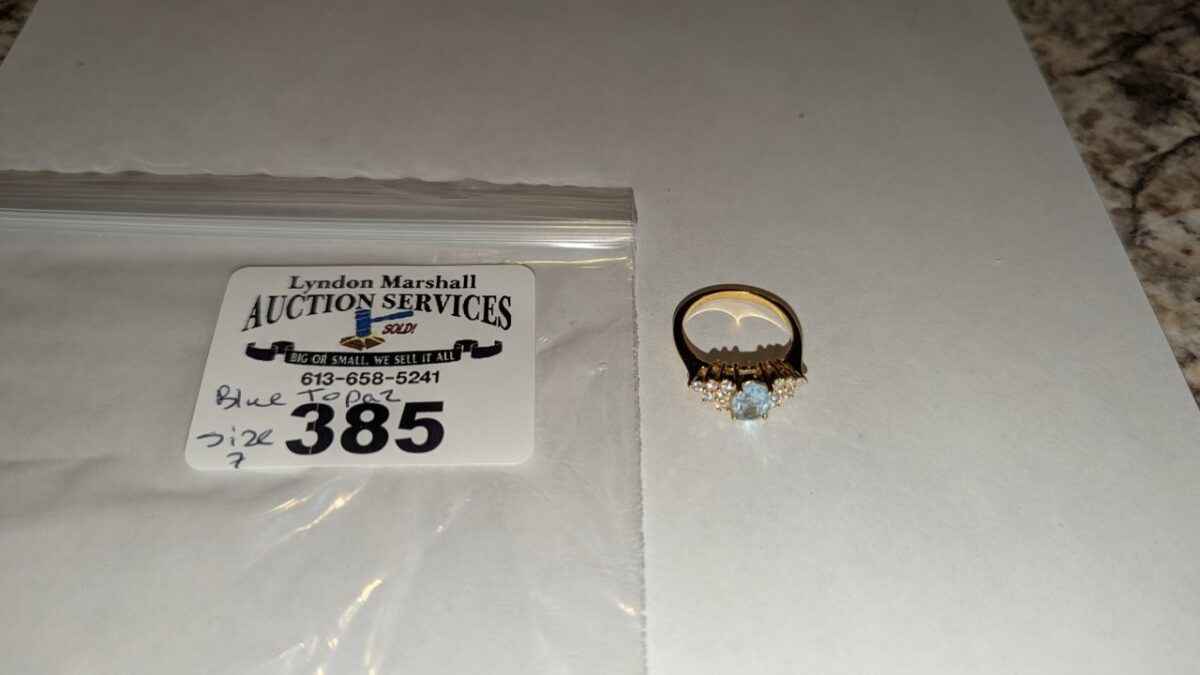 Lyndon Marshall
AUCTION SERVICES
SOLD!
BIG OR SMALL, WE SELL IT ALL
613-658-5241
Blue Topaz
size 385
7